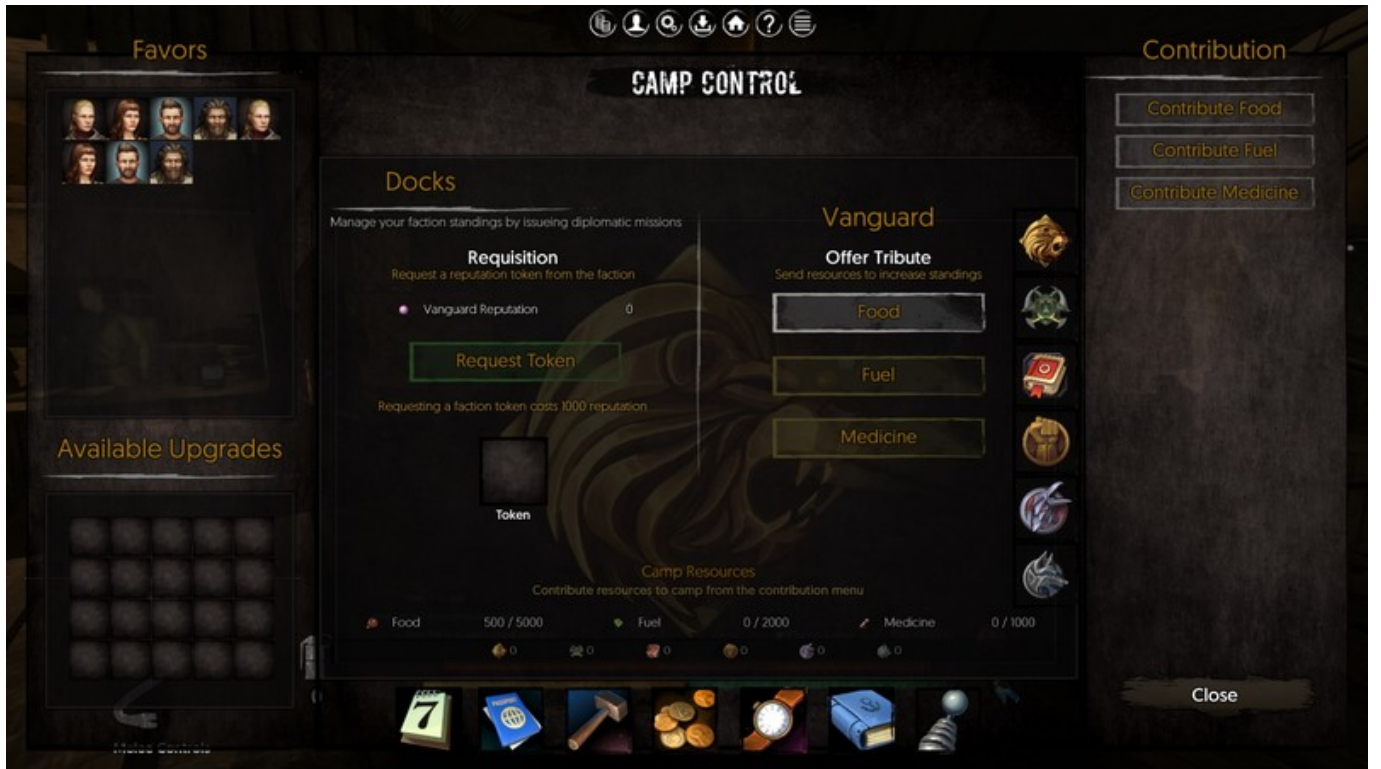 Favors
CAMP CONTROL
Contribution
Contribute Food
Contribute Fuel
Contribute Medicine
Docks
Manage your faction standings by issueing diplomatic missions
Requisition
Request a reputation token from the faction
Vanguard Reputation 0
Request Token
Requesting a faction token costs 1000 reputation
Token
Vanguard
Offer Tribute
Send resources to increase standings
Food
Fuel
Medicine
Available Upgrades
Camp Resources
Contribute resources to camp from the contribution menu
Food 500 / 5000 Fuel 0 / 2000 Medicine 0 / 1000
0 0 0 0 0 0
0
7
PASSPORT
Close
Melee Controls